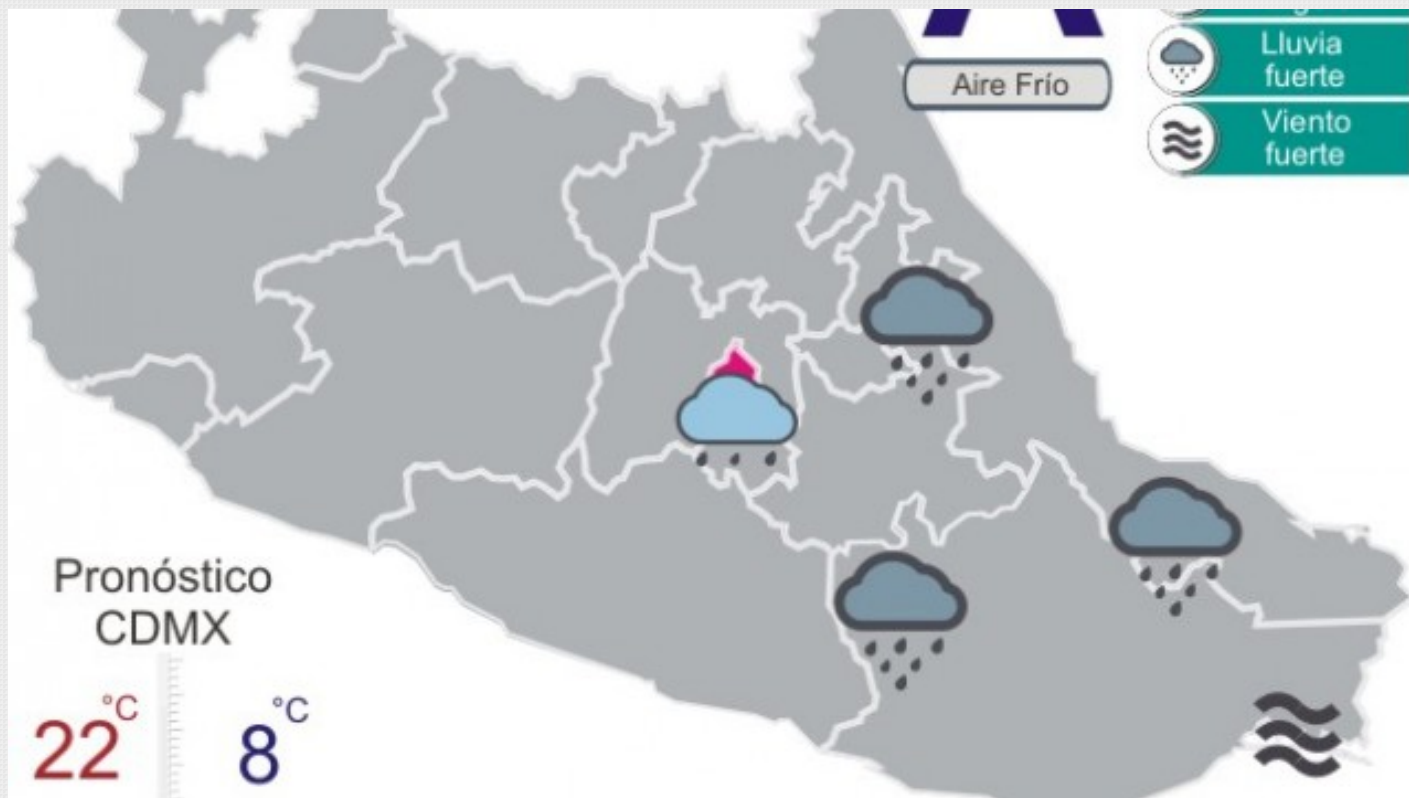 Aire Frío
Lluvia
fuerte
Viento
fuerte
Pronóstico
CDMX
22 °C
8 °C